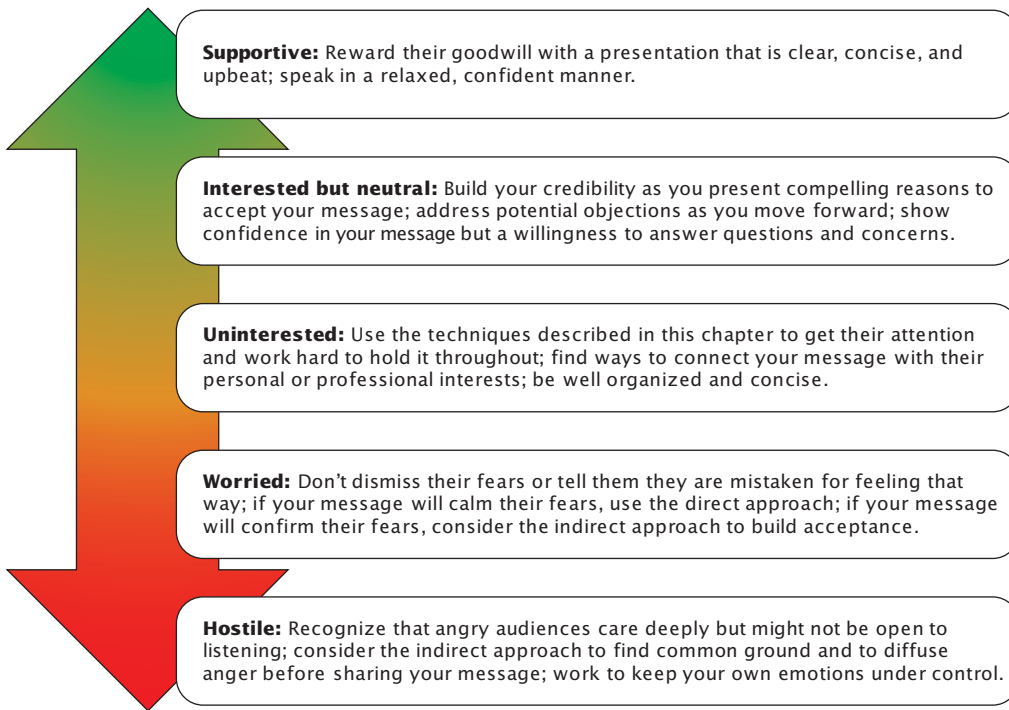 Supportive: Reward their goodwill with a presentation that is clear, concise, and
upbeat; speak in a relaxed, confident manner.
Interested but neutral: Build your credibility as you present compelling reasons to
accept your message; address potential objections as you move forward; show
confidence in your message but a willingness to answer questions and concerns.
Uninterested: Use the techniques described in this chapter to get their attention
and work hard to hold it throughout; find ways to connect your message with their
personal or professional interests; be well organized and concise.
Worried: Don’t dismiss their fears or tell them they are mistaken for feeling that
way; if your message will calm their fears, use the direct approach; if your message
will confirm their fears, consider the indirect approach to build acceptance.
Hostile: Recognize that angry audiences care deeply but might not be open to
listening; consider the indirect approach to find common ground and to diffuse
anger before sharing your message; work to keep your own emotions under control.